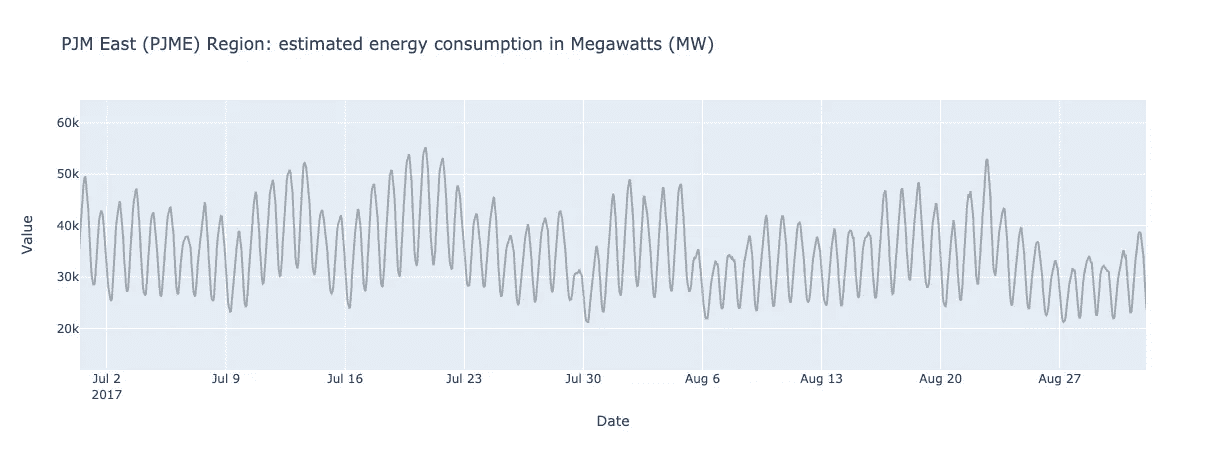 PJM East (PJME) Region: estimated energy consumption in Megawatts (MW)
60k
50k
40k
30k
20k
Value
Jul 2 Jul 9 Jul 16 Jul 23 Jul 30 Aug 6 Aug 13 Aug 20 Aug 27
2017
Date